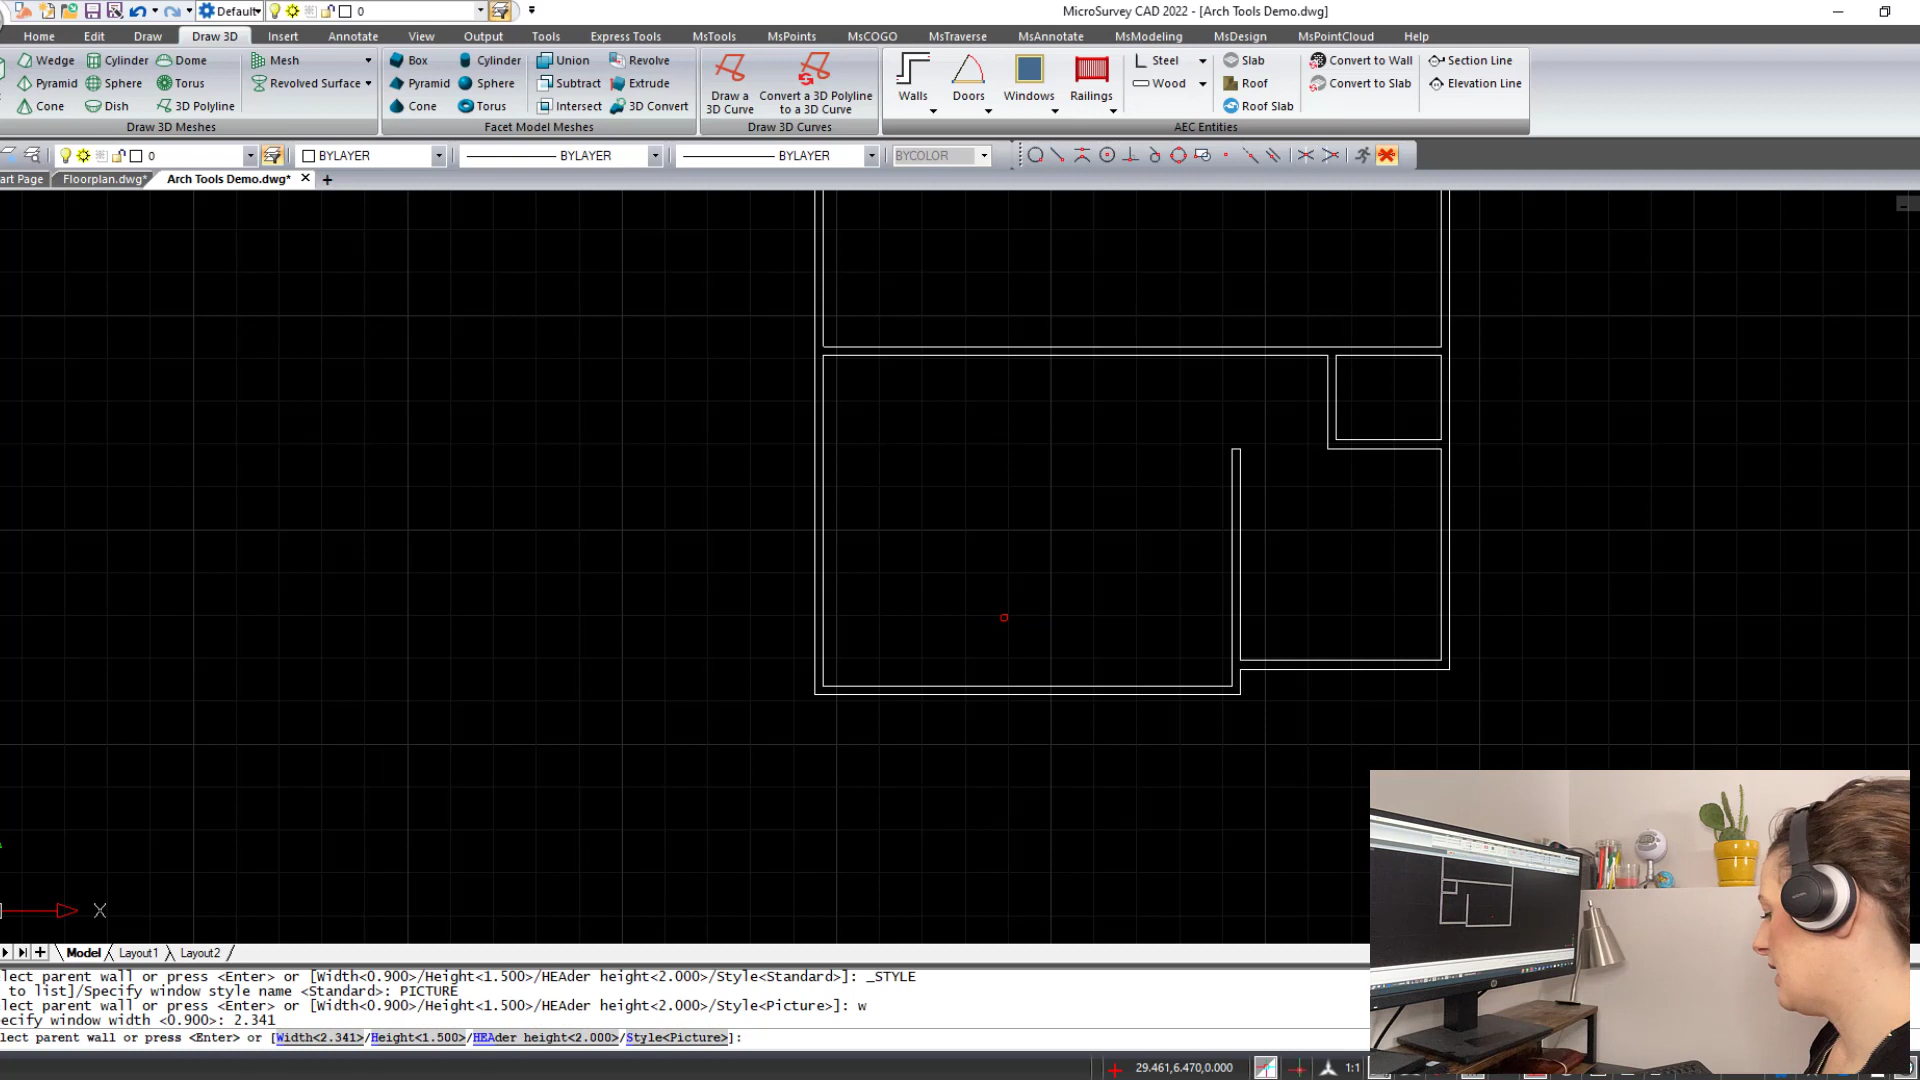 Default 0 MicroSurvey CAD 2022 - [Arch Tools Demo.dwg]
Home Edit Draw Draw 3D Insert Annotate View Output Tools Express Tools MsTools MsPoints MsCOGO MsTraverse MsAnnotate MsModeling MsDesign MsPointCloud Help
Wedge Cylinder Dome Mesh Box Cylinder Union Revolve Steel Slab Convert to Wall Section Line
Pyramid Sphere Torus Revolved Surface Pyramid Sphere Subtract Extrude Wood Roof Convert to Slab Elevation Line
Draw a Convert a 3D Polyline Walls Doors Windows Railings
Cone Dish 3D Polyline Cone Torus Intersect 3D Convert 3D Curve to a 3D Curve Roof Slab
Draw 3D Meshes Facet Model Meshes Draw 3D Curves AEC Entities
0 BYLAYER BYLAYER BYLAYER BYCOLOR
art Page Floorplan.dwg* Arch Tools Demo.dwg*
X
Model Layout1 Layout2
lect parent wall or press <Enter> or [Width<0.900>/Height<1.500>/HEAder height<2.000>/Style<Standard>]: _STYLE
to list]/Specify window style name <Standard>: PICTURE
lect parent wall or press <Enter> or [Width<0.900>/Height<1.500>/HEAder height<2.000>/Style<Picture>]: w
ecify window width <0.900>: 2.341
lect parent wall or press <Enter> or [Width<2.341>/Height<1.500>/HEAder height<2.000>/Style<Picture>]:
29.461,6.470,0.000 1:1